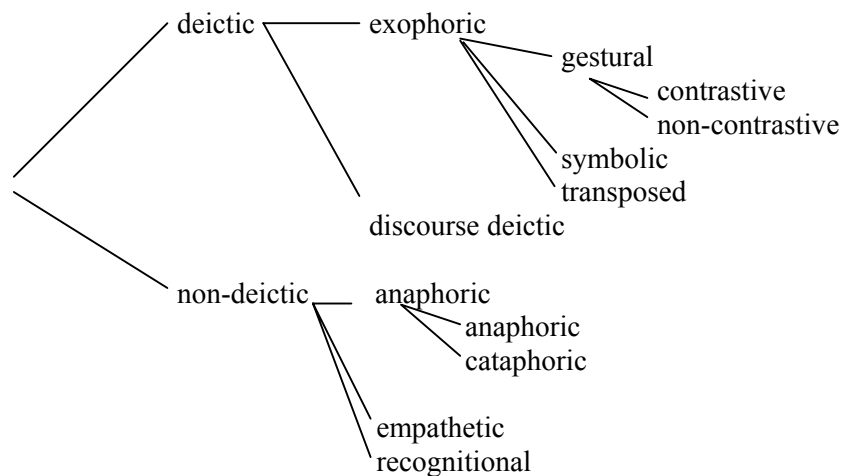 deictic exophoric
gestural
contrastive
non-contrastive
symbolic
transposed
discourse deictic
non-deictic anaphoric
anaphoric
cataphoric
empathetic
recognitional